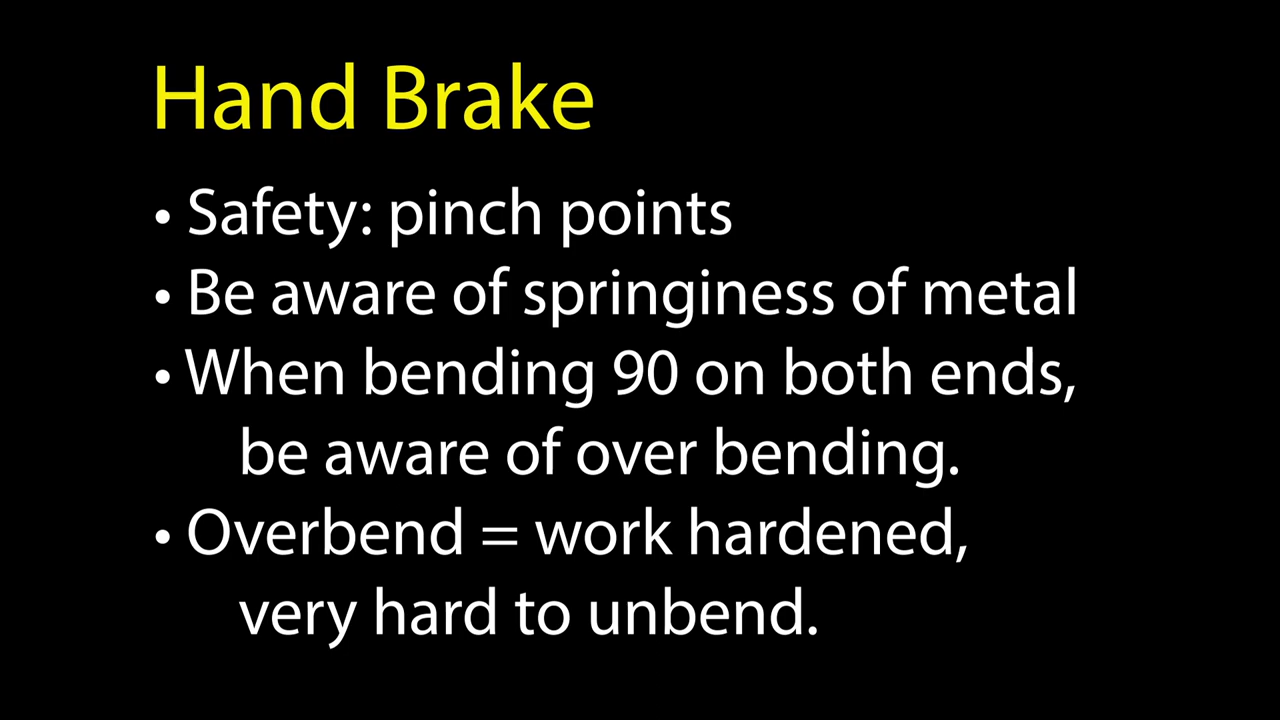 Hand Brake
• Safety: pinch points
• Be aware of springiness of metal
• When bending 90 on both ends,
be aware of over bending.
• Overbend = work hardened,
very hard to unbend.